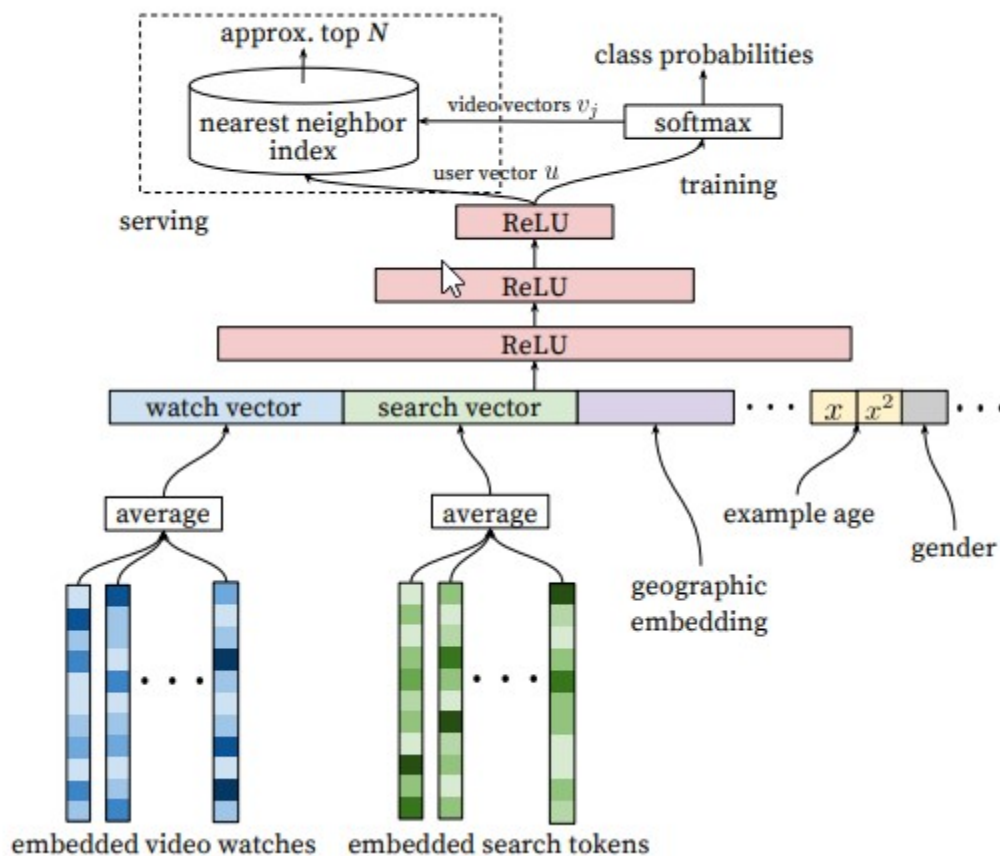 approx. top N
class probabilities
nearest neighbor
index
video vectors v_j
softmax
user vector u
training
serving
ReLU
ReLU
ReLU
watch vector
search vector
x
x²
average
average
example age
gender
geographic
embedding
embedded video watches
embedded search tokens